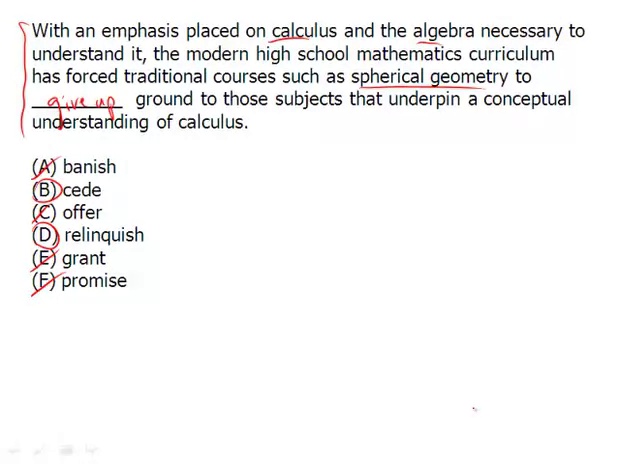 With an emphasis placed on calculus and the algebra necessary to
understand it, the modern high school mathematics curriculum
has forced traditional courses such as spherical geometry to
give up ground to those subjects that underpin a conceptual
understanding of calculus.
(A) banish
(B) cede
(C) offer
(D) relinquish
(E) grant
(F) promise